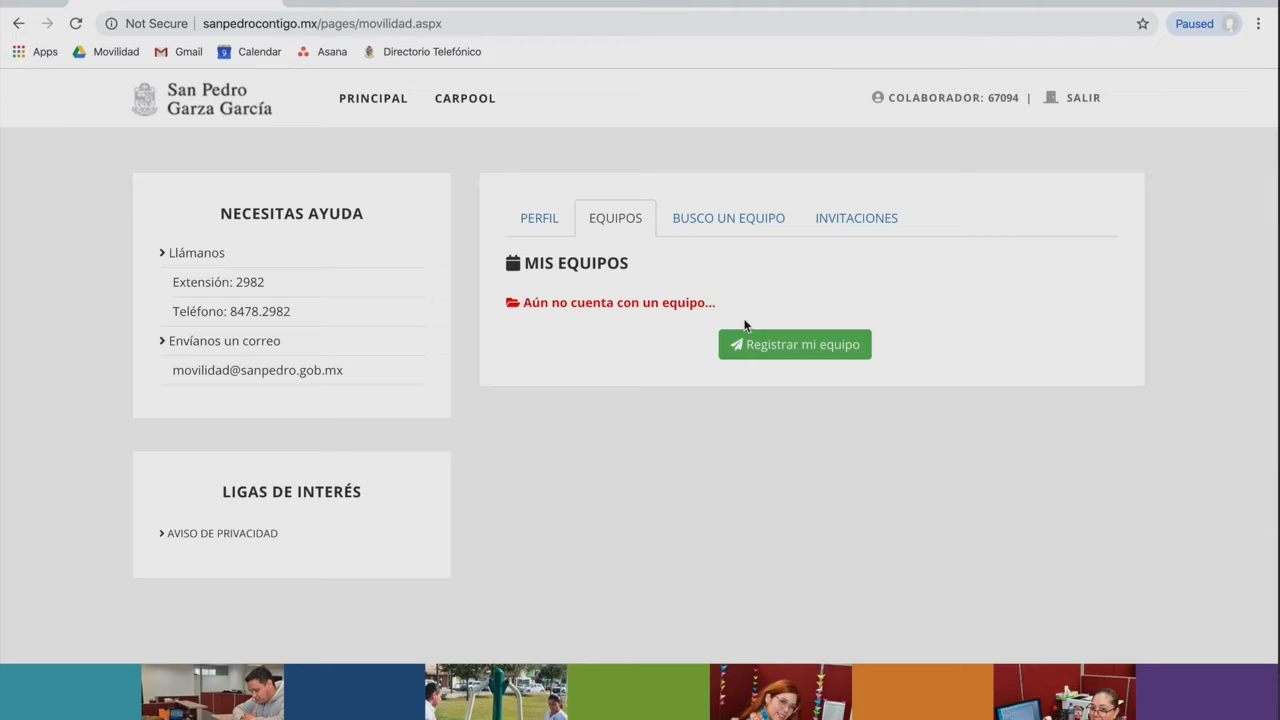 Not Secure sanpedrocontigo.mx/pages/movilidad.aspx Paused
Apps Movilidad Gmail 9 Calendar Asana Directorio Telefónico
San Pedro
Garza García
PRINCIPAL CARPOOL
COLABORADOR: 67094 | SALIR
NECESITAS AYUDA
Llámanos
Extensión: 2982
Teléfono: 8478.2982
Envíanos un correo
movilidad@sanpedro.gob.mx
LIGAS DE INTERÉS
AVISO DE PRIVACIDAD
PERFIL EQUIPOS BUSCO UN EQUIPO INVITACIONES
MIS EQUIPOS
Aún no cuenta con un equipo...
Registrar mi equipo